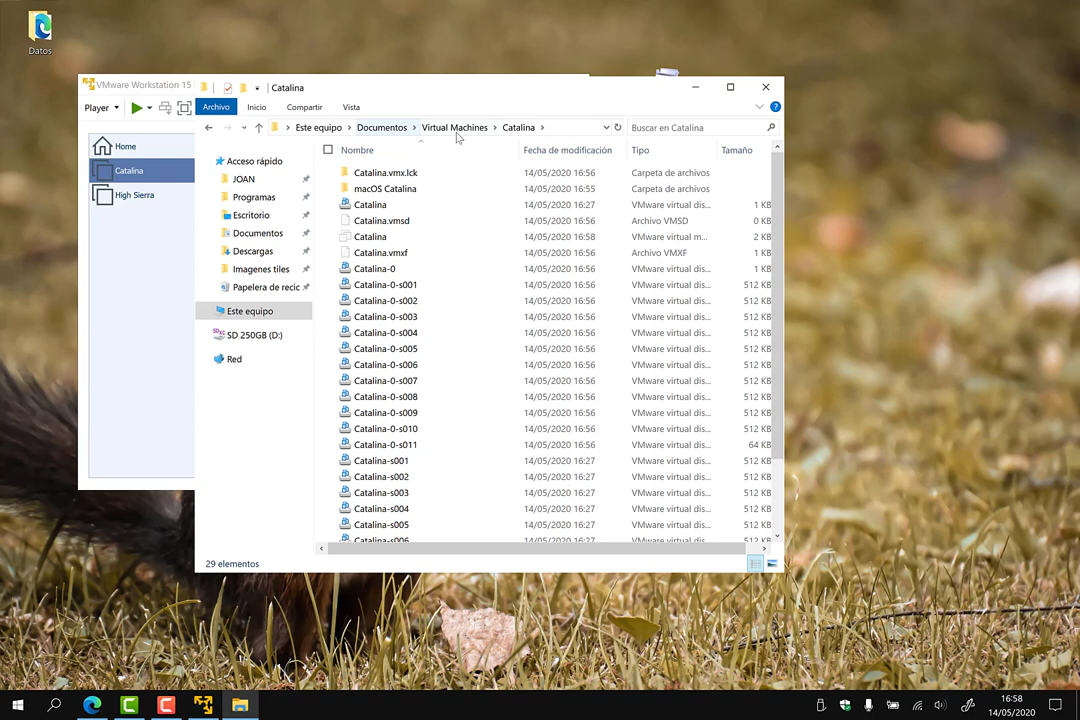 Datos
VMware Workstation 15
Catalina
Player
Archivo
Inicio
Compartir
Vista
Este equipo
Documentos
Virtual Machines
Catalina
Buscar en Catalina
Home
Catalina
High Sierra
Acceso rápido
JOAN
Programas
Escritorio
Documentos
Descargas
Imagenes tiles
Papelera de recic
Este equipo
SD 250GB (D:)
Red
Nombre Fecha de modificación Tipo Tamaño
Catalina.vmx.lck 14/05/2020 16:56 Carpeta de archivos
macOS Catalina 14/05/2020 16:55 Carpeta de archivos
Catalina 14/05/2020 16:27 VMware virtual dis... 1 KB
Catalina.vmsd 14/05/2020 16:56 Archivo VMSD 0 KB
Catalina 14/05/2020 16:58 VMware virtual m... 2 KB
Catalina.vmxf 14/05/2020 16:56 Archivo VMXF 1 KB
Catalina-0 14/05/2020 16:56 VMware virtual dis... 1 KB
Catalina-0-s001 14/05/2020 16:56 VMware virtual dis... 512 KB
Catalina-0-s002 14/05/2020 16:56 VMware virtual dis... 512 KB
Catalina-0-s003 14/05/2020 16:56 VMware virtual dis... 512 KB
Catalina-0-s004 14/05/2020 16:56 VMware virtual dis... 512 KB
Catalina-0-s005 14/05/2020 16:56 VMware virtual dis... 512 KB
Catalina-0-s006 14/05/2020 16:56 VMware virtual dis... 512 KB
Catalina-0-s007 14/05/2020 16:56 VMware virtual dis... 512 KB
Catalina-0-s008 14/05/2020 16:56 VMware virtual dis... 512 KB
Catalina-0-s009 14/05/2020 16:56 VMware virtual dis... 512 KB
Catalina-0-s010 14/05/2020 16:56 VMware virtual dis... 512 KB
Catalina-0-s011 14/05/2020 16:56 VMware virtual dis... 64 KB
Catalina-s001 14/05/2020 16:27 VMware virtual dis... 512 KB
Catalina-s002 14/05/2020 16:27 VMware virtual dis... 512 KB
Catalina-s003 14/05/2020 16:27 VMware virtual dis... 512 KB
Catalina-s004 14/05/2020 16:27 VMware virtual dis... 512 KB
Catalina-s005 14/05/2020 16:27 VMware virtual dis... 512 KB
Catalina-s006 14/05/2020 16:27 VMware virtual dis... 512 KB
29 elementos
16:58
14/05/2020